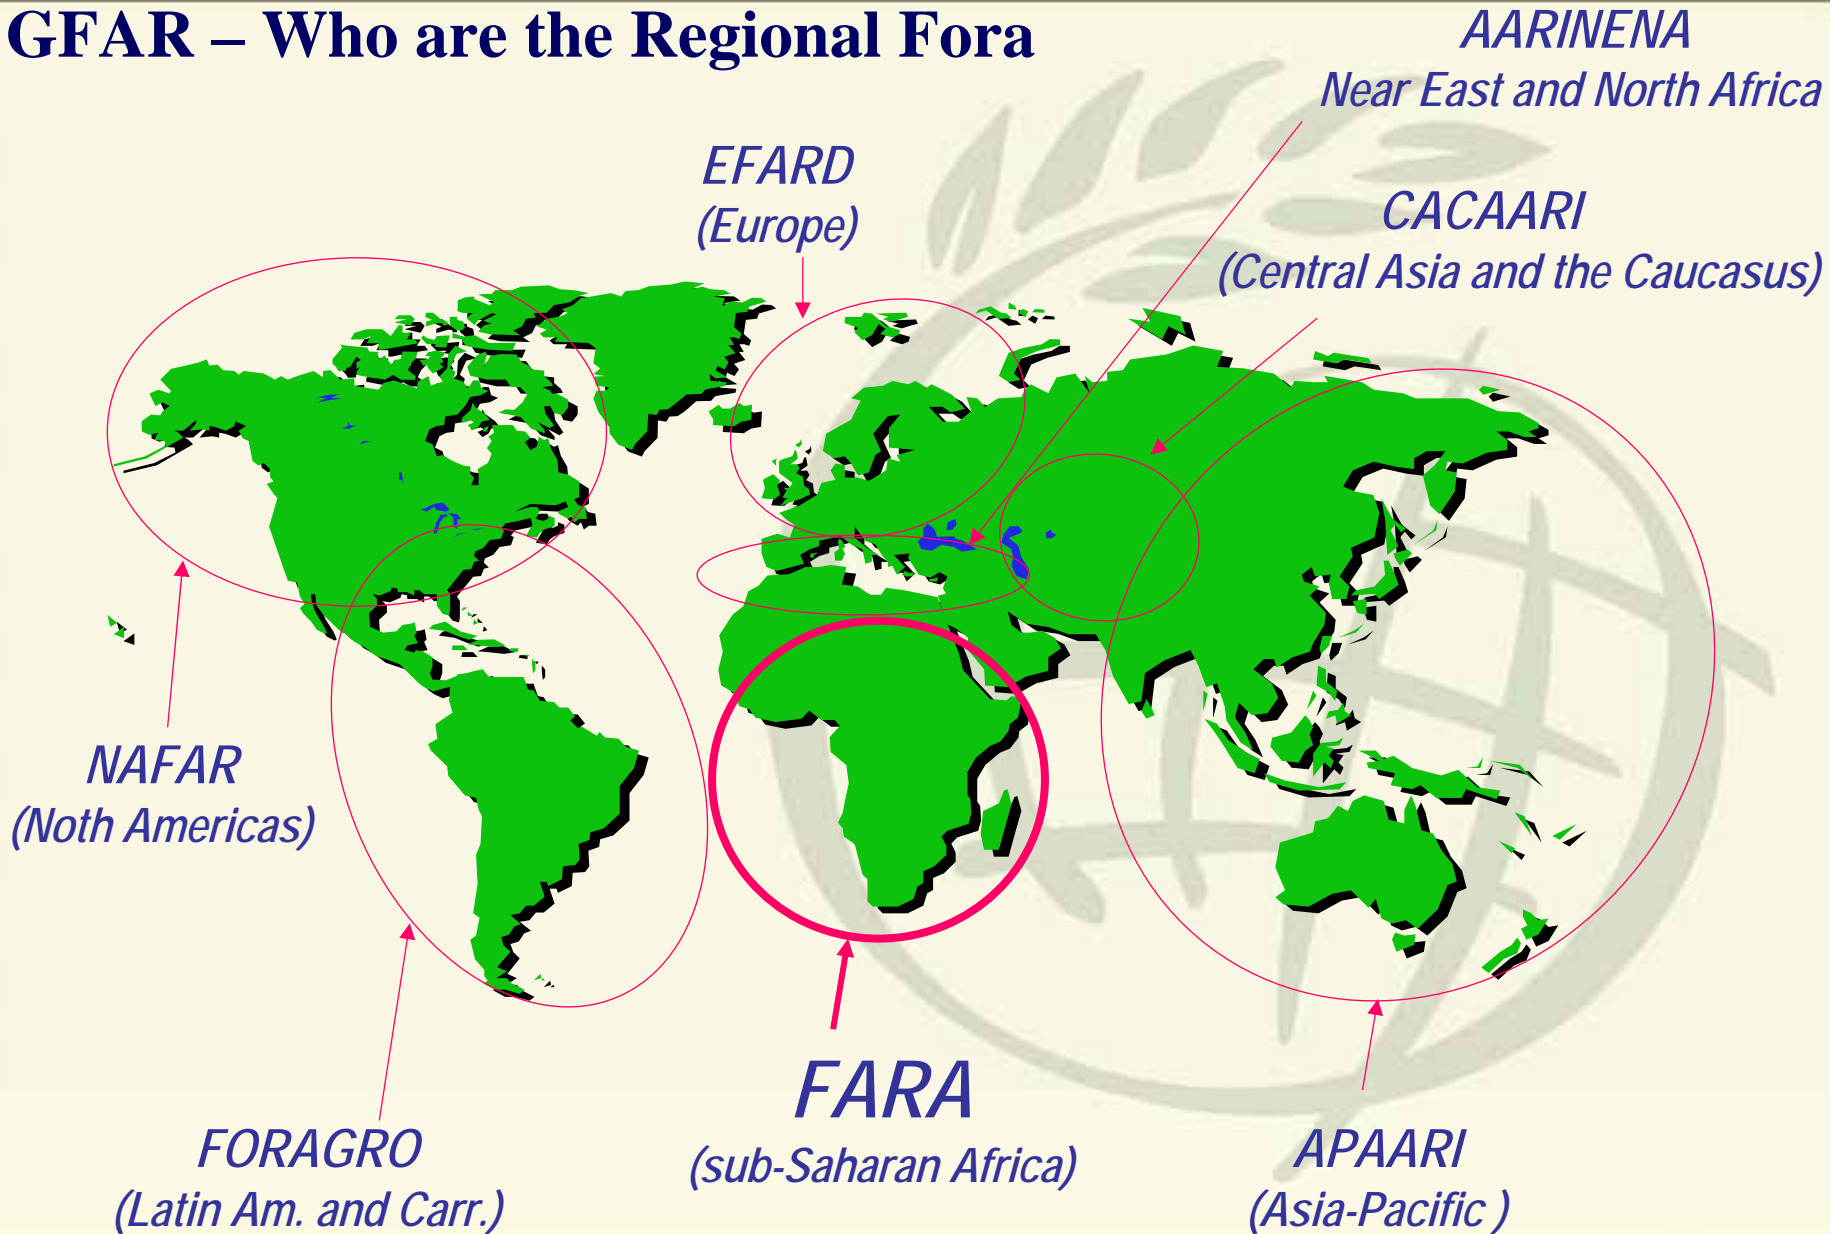 GFAR – Who are the Regional Fora
AARINENA
Near East and North Africa
EFARD
(Europe)
CACAARI
(Central Asia and the Caucasus)
NAFAR
(Noth Americas)
FORAGRO
(Latin Am. and Carr.)
FARA
(sub-Saharan Africa)
APAARI
(Asia-Pacific )